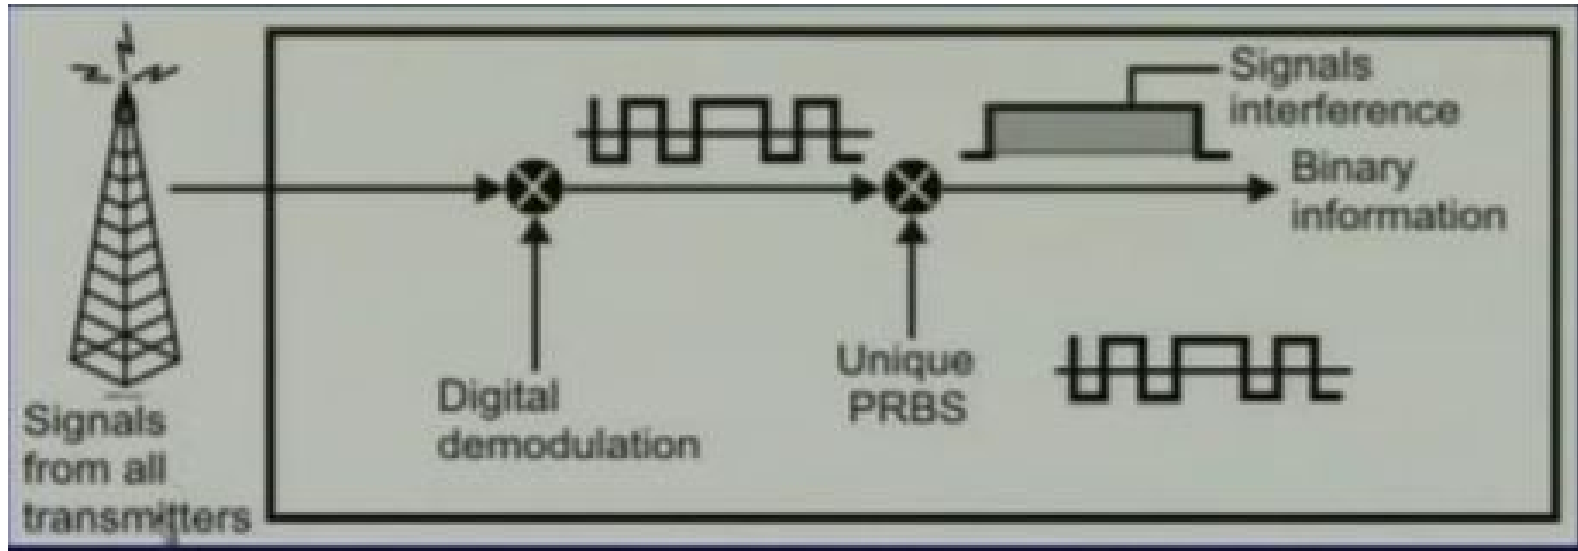 Signals
interference
Binary
information
Unique
PRBS
Digital
demodulation
Signals
from all
transmitters